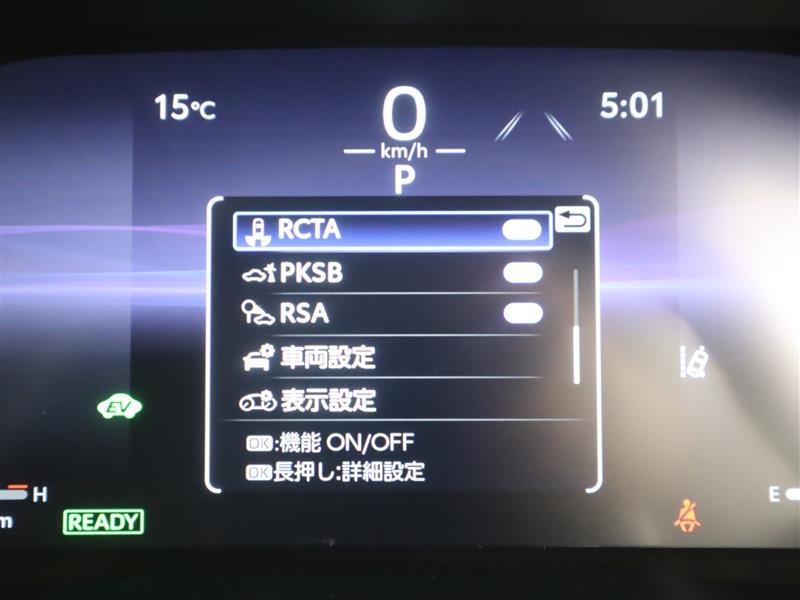 15℃
0
5:01
km/h
P
RCTA
PKSB
RSA
車両設定
表示設定
OK:機能 ON/OFF
OK長押し:詳細設定
EV
H
E
m
READY